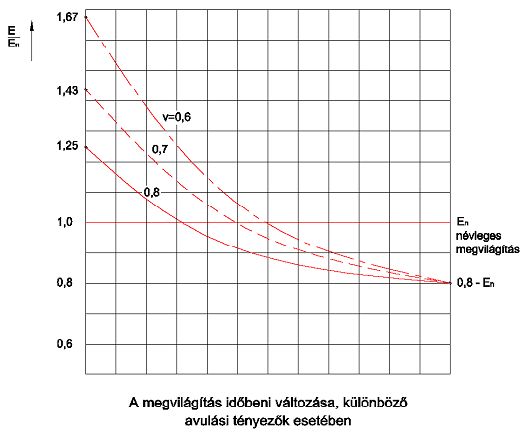 1,67
E
En
1,43
v=0,6
1,25
0,7
0,8
1,0
En
névleges
megvilágítás
0,8
0,8 - En
0,6
A megvilágítás időbeni változása, különböző
avulási tényezők esetében